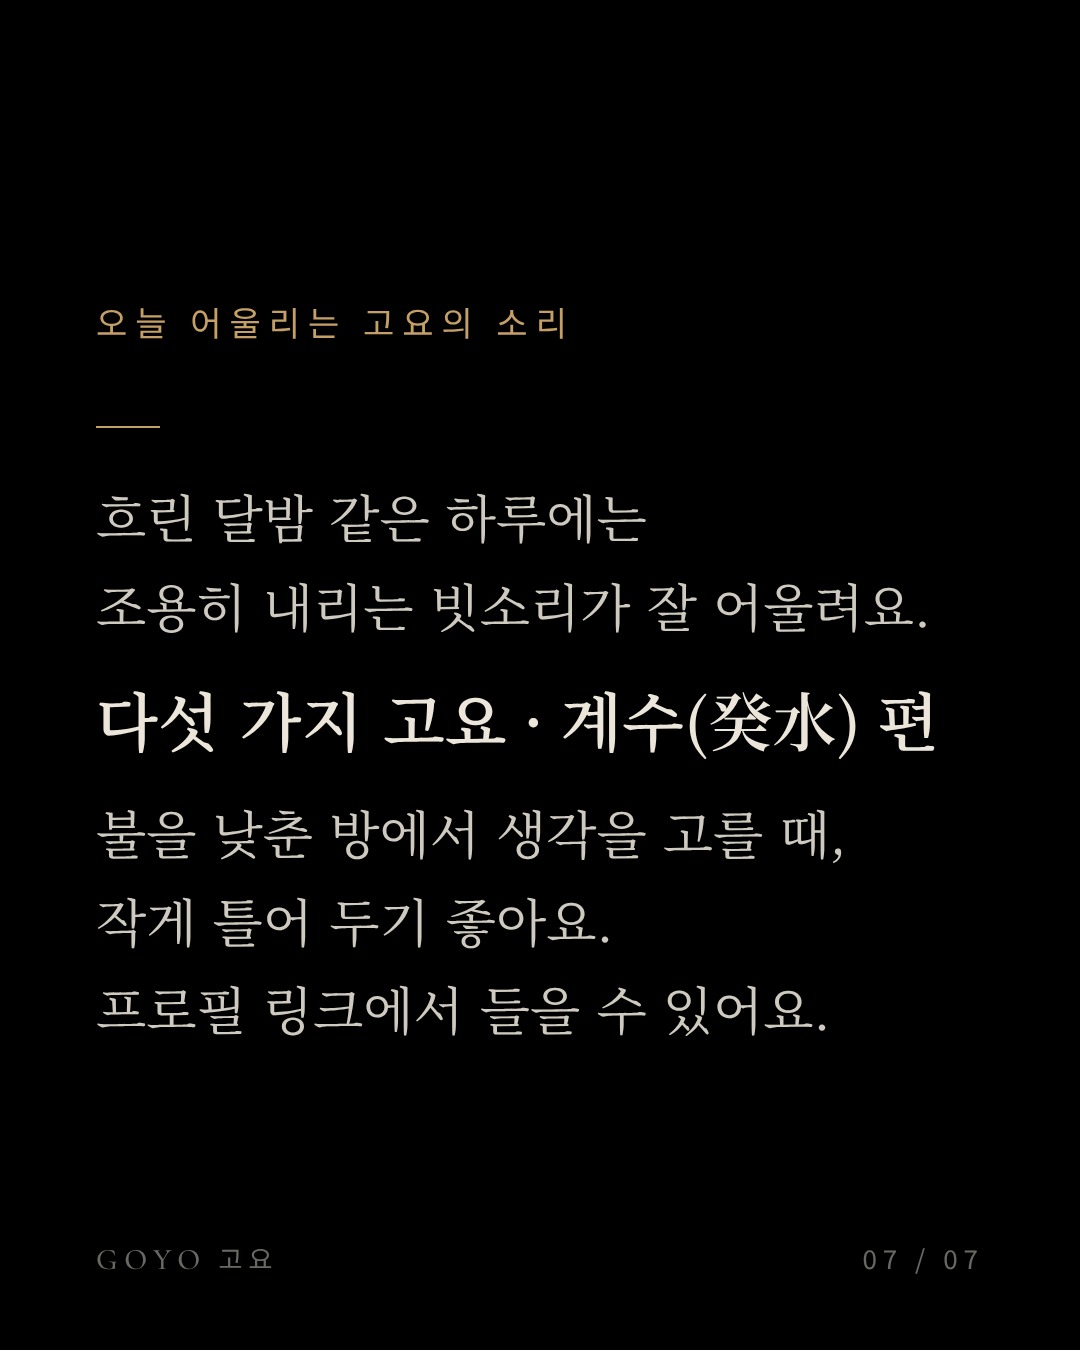 오늘 어울리는 고요의 소리
흐린 달밤 같은 하루에는
조용히 내리는 빗소리가 잘 어울려요.
다섯 가지 고요 · 계수(癸水) 편
불을 낮춘 방에서 생각을 고를 때,
작게 틀어 두기 좋아요.
프로필 링크에서 들을 수 있어요.
GOYO 고요
07 / 07